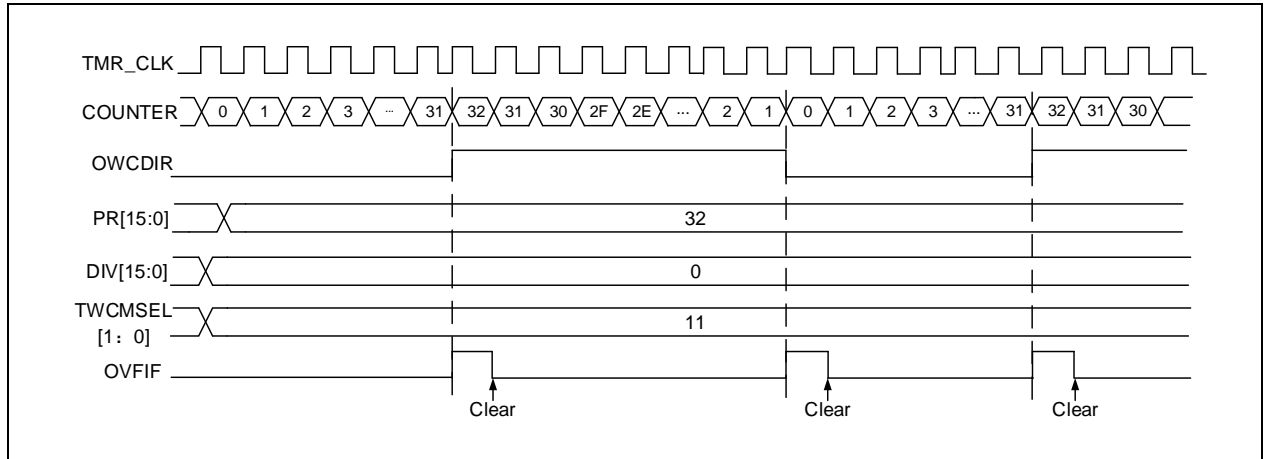 TMR_CLK
COUNTER 0 1 2 3 ... 31 32 31 30 2F 2E ... 2 1 0 1 2 3 ... 31 32 31 30
OWCDIR
PR[15:0] 32
DIV[15:0] 0
TWCMSEL
[1：0] 11
OVFIF
Clear Clear Clear